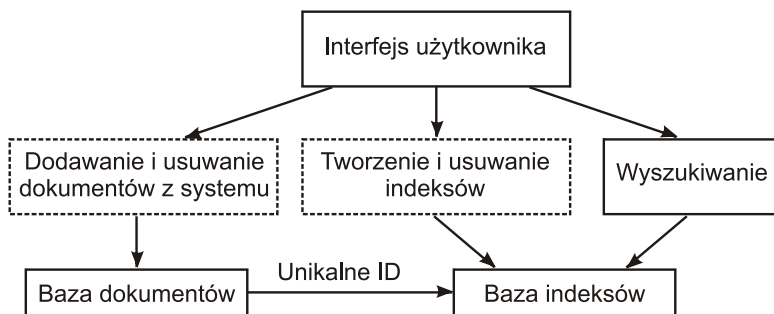 Interfejs użytkownika
Dodawanie i usuwanie
dokumentów z systemu
Tworzenie i usuwanie
indeksów
Wyszukiwanie
Unikalne ID
Baza dokumentów
Baza indeksów